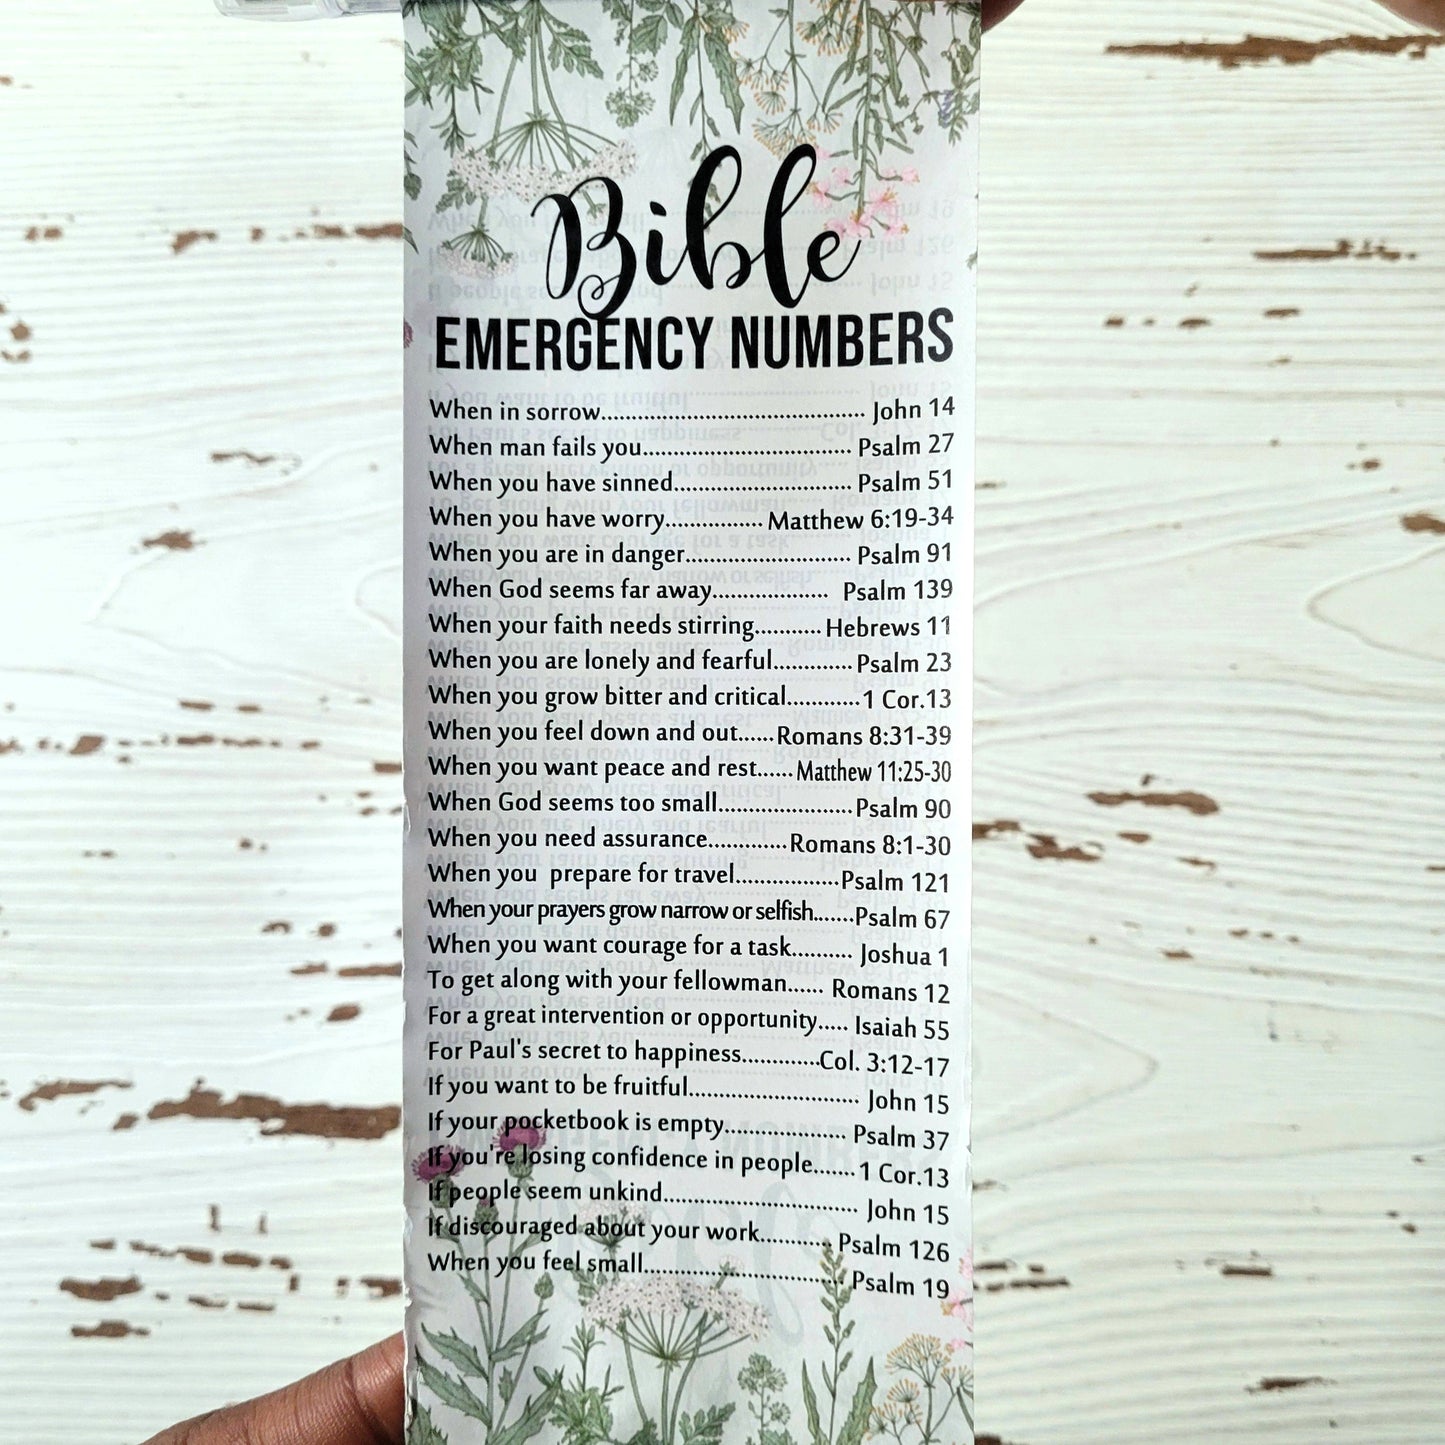 Bible
EMERGENCY NUMBERS
When in sorrow............................................ John 14
When man fails you................................... Psalm 27
When you have sinned.............................. Psalm 51
When you have worry................ Matthew 6:19-34
When you are in danger............................ Psalm 91
When God seems far away................... Psalm 139
When your faith needs stirring........... Hebrews 11
When you are lonely and fearful............. Psalm 23
When you grow bitter and critical............1 Cor.13
When you feel down and out......Romans 8:31-39
When you want peace and rest...... Matthew 11:25-30
When God seems too small......................Psalm 90
When you need assurance.............Romans 8:1-30
When you prepare for travel.................Psalm 121
When your prayers grow narrow or selfish.......Psalm 67
When you want courage for a task.......... Joshua 1
To get along with your fellowman...... Romans 12
For a great intervention or opportunity..... Isaiah 55
For Paul's secret to happiness.............Col. 3:12-17
If you want to be fruitful............................ John 15
If your pocketbook is empty.................... Psalm 37
If you're losing confidence in people.......1 Cor.13
If people seem unkind................................ John 15
If discouraged about your work............ Psalm 126
When you feel small................................. Psalm 19